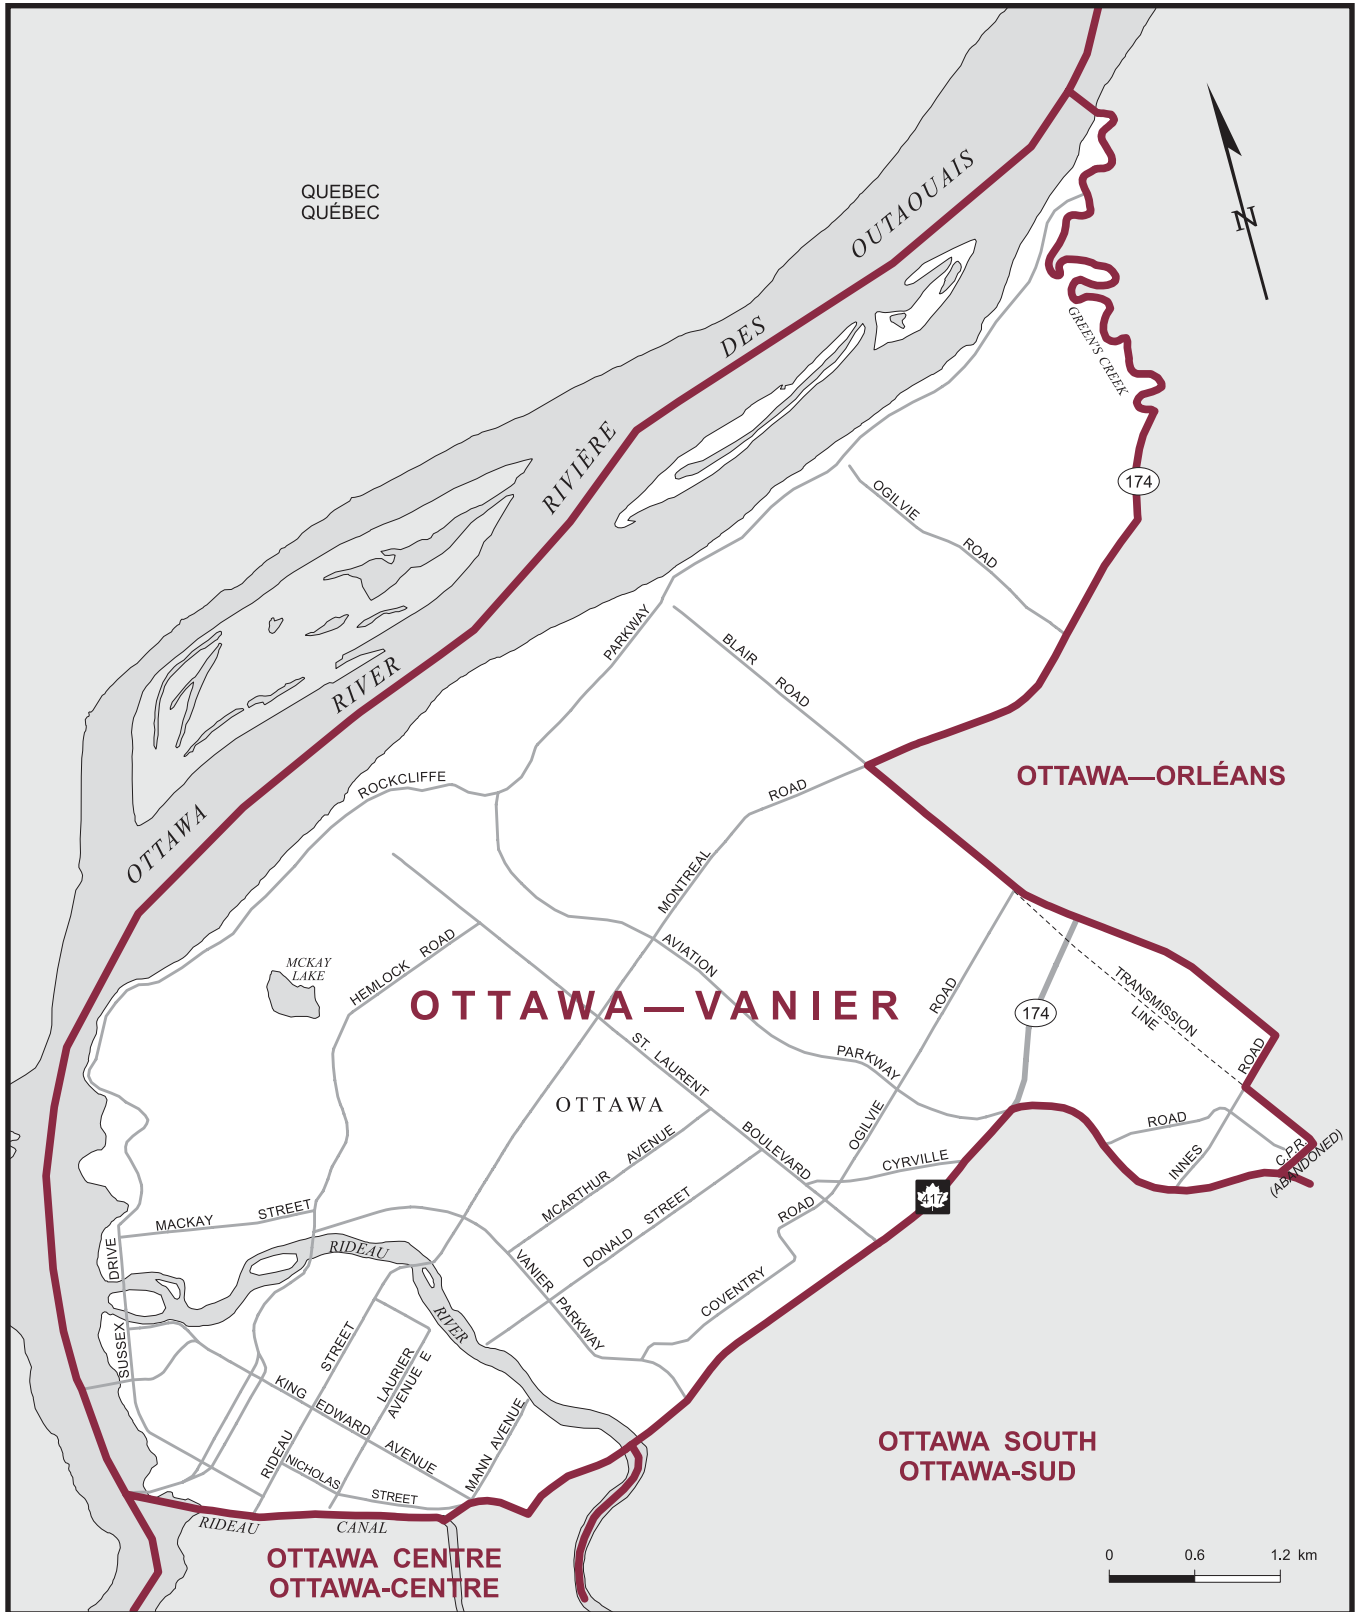 QUEBEC
QUÉBEC
OTTAWA RIVER RIVIÈRE DES OUTAOUAIS
N
GREEN'S CREEK
174
OGILVIE ROAD
BLAIR ROAD
ROCKCLIFFE PARKWAY
OTTAWA—ORLÉANS
MONTREAL ROAD
HEMLOCK ROAD
MCKAY
LAKE
AVIATION PARKWAY
OTTAWA—VANIER
OGILVIE ROAD
174
TRANSMISSION
LINE
ST. LAURENT BOULEVARD
OTTAWA
MCARTHUR AVENUE
DONALD STREET
CYRVILLE ROAD
INNES ROAD
C.P.R.
(ABANDONED)
417
MACKAY STREET
SUSSEX DRIVE
RIDEAU RIVER
VANIER PARKWAY
COVENTRY ROAD
RIDEAU STREET
LAURIER
AVENUE E
KING EDWARD AVENUE
MANN AVENUE
NICHOLAS STREET
RIDEAU CANAL
OTTAWA SOUTH
OTTAWA-SUD
OTTAWA CENTRE
OTTAWA-CENTRE
0 0.6 1.2 km